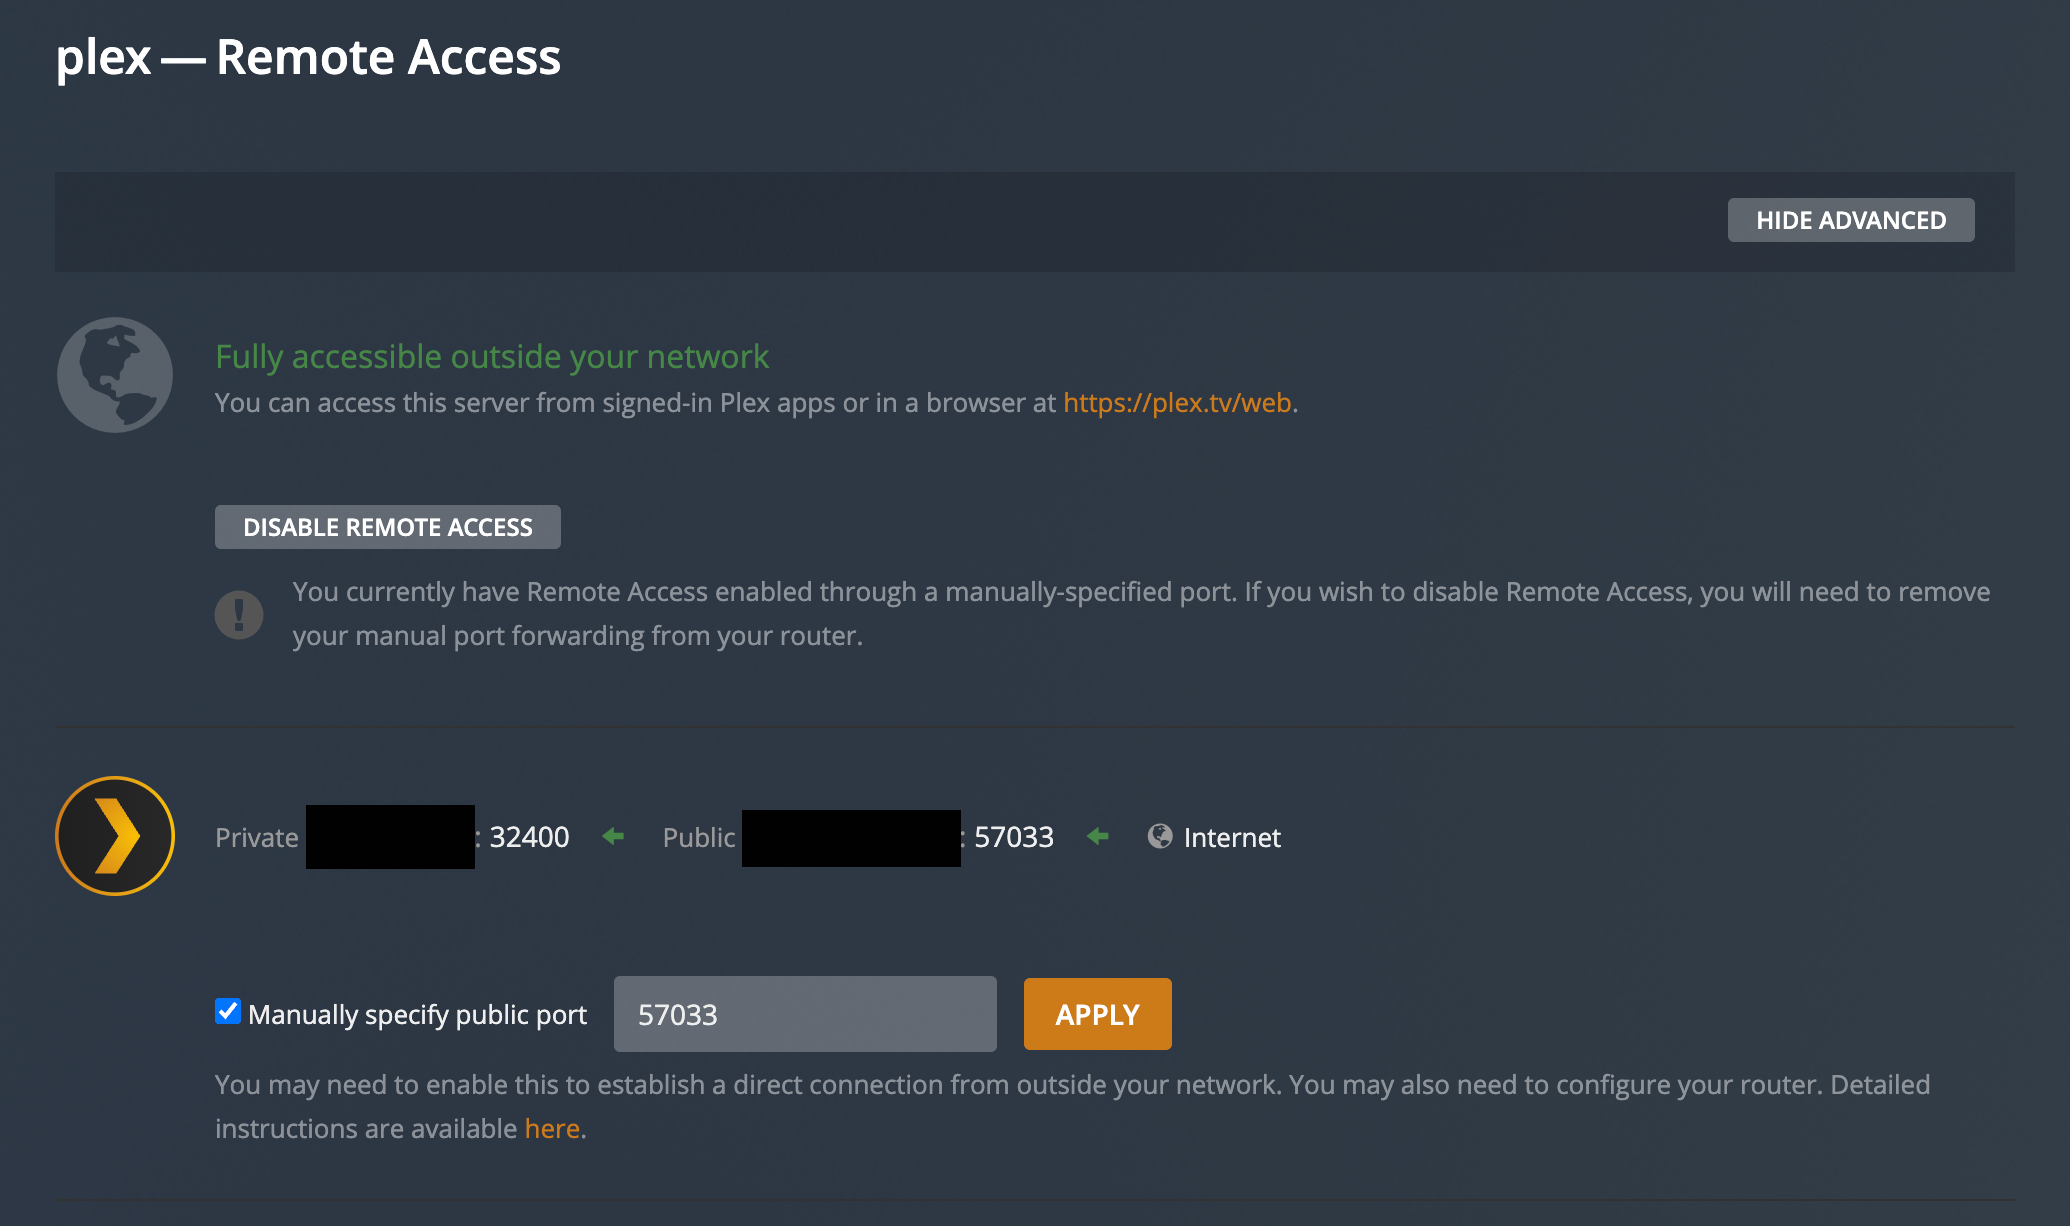 plex — Remote Access
HIDE ADVANCED
Fully accessible outside your network
You can access this server from signed-in Plex apps or in a browser at https://plex.tv/web.
DISABLE REMOTE ACCESS
You currently have Remote Access enabled through a manually-specified port. If you wish to disable Remote Access, you will need to remove
your manual port forwarding from your router.
Private : 32400 Public : 57033 Internet
Manually specify public port 57033 APPLY
You may need to enable this to establish a direct connection from outside your network. You may also need to configure your router. Detailed
instructions are available here.